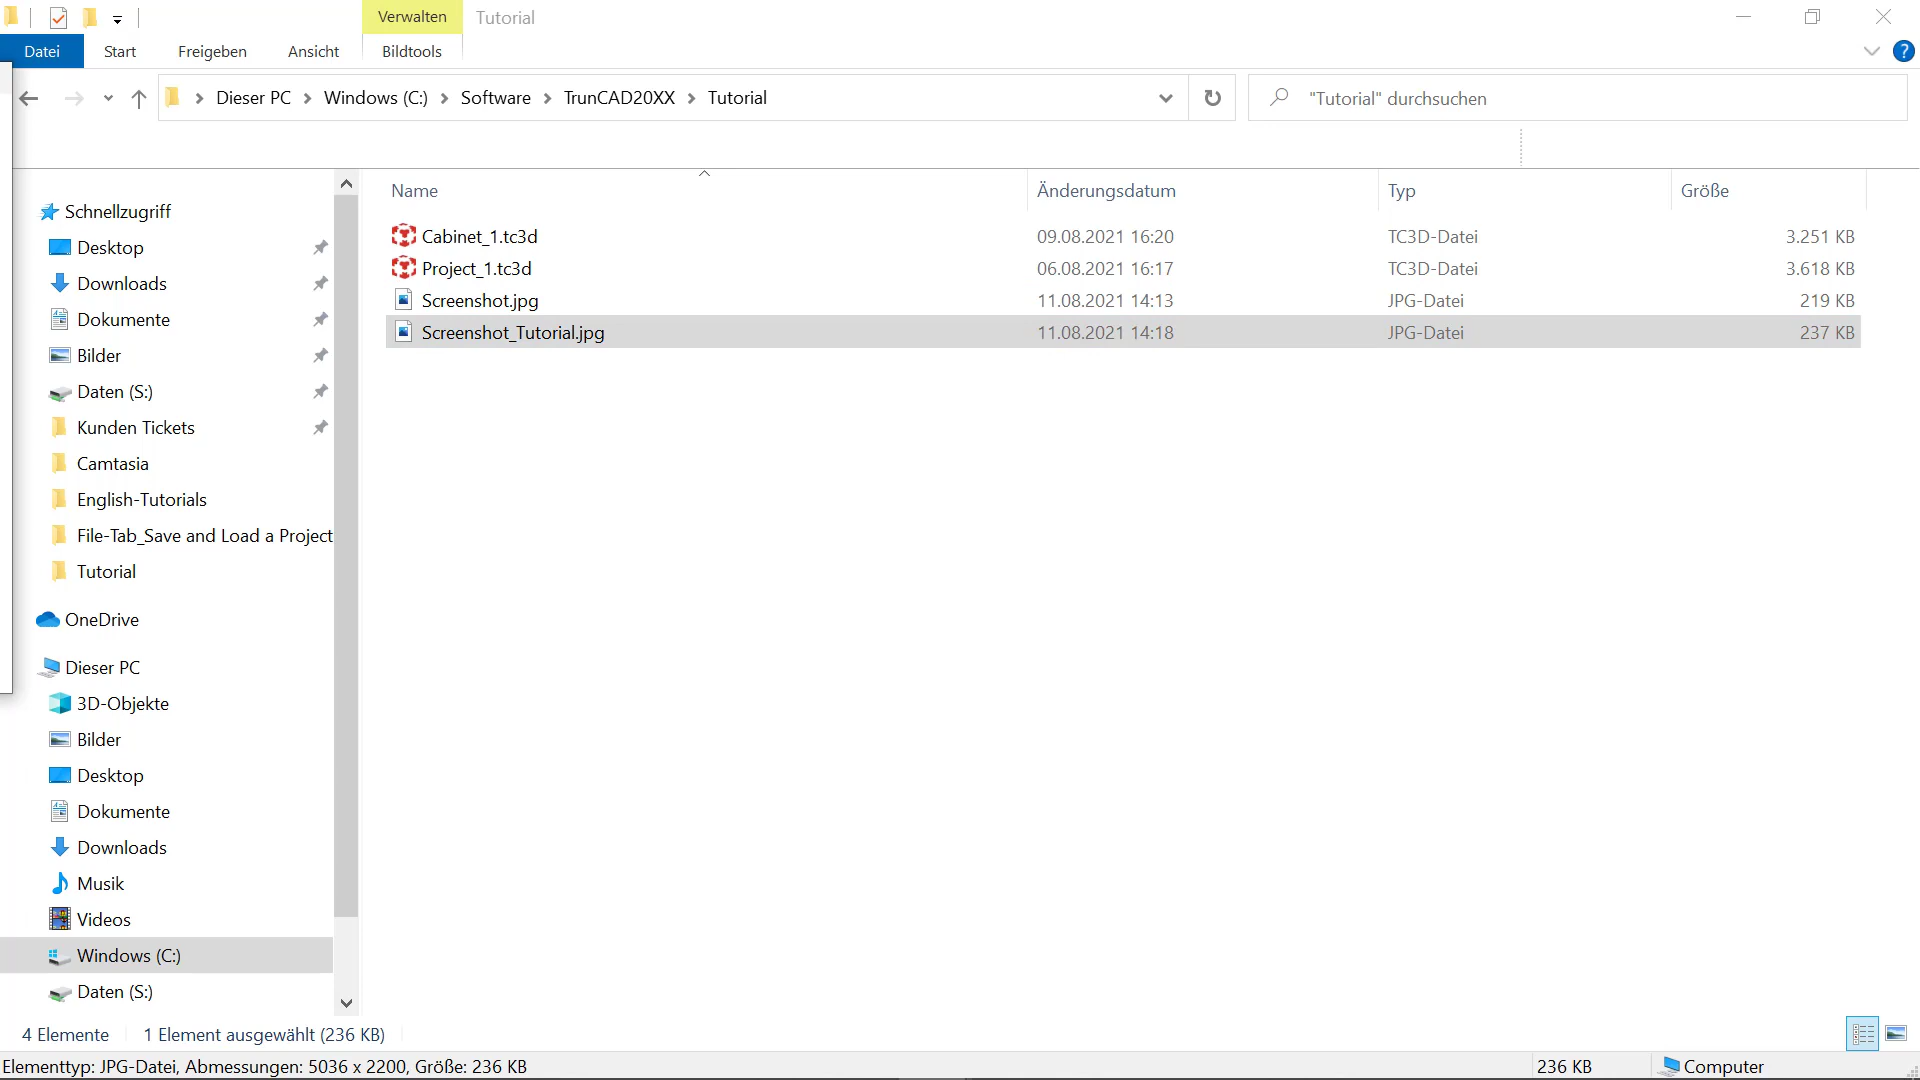 Verwalten Tutorial
Datei Start Freigeben Ansicht Bildtools ?
Dieser PC Windows (C:) Software TrunCAD20XX Tutorial "Tutorial" durchsuchen
Name Änderungsdatum Typ Größe
Cabinet_1.tc3d 09.08.2021 16:20 TC3D-Datei 3.251 KB
Project_1.tc3d 06.08.2021 16:17 TC3D-Datei 3.618 KB
Screenshot.jpg 11.08.2021 14:13 JPG-Datei 219 KB
Screenshot_Tutorial.jpg 11.08.2021 14:18 JPG-Datei 237 KB
Schnellzugriff
Desktop
Downloads
Dokumente
Bilder
Daten (S:)
Kunden Tickets
Camtasia
English-Tutorials
File-Tab_Save and Load a Project
Tutorial
OneDrive
Dieser PC
3D-Objekte
Bilder
Desktop
Dokumente
Downloads
Musik
Videos
Windows (C:)
Daten (S:)
4 Elemente 1 Element ausgewählt (236 KB)
Elementtyp: JPG-Datei, Abmessungen: 5036 x 2200, Größe: 236 KB 236 KB Computer